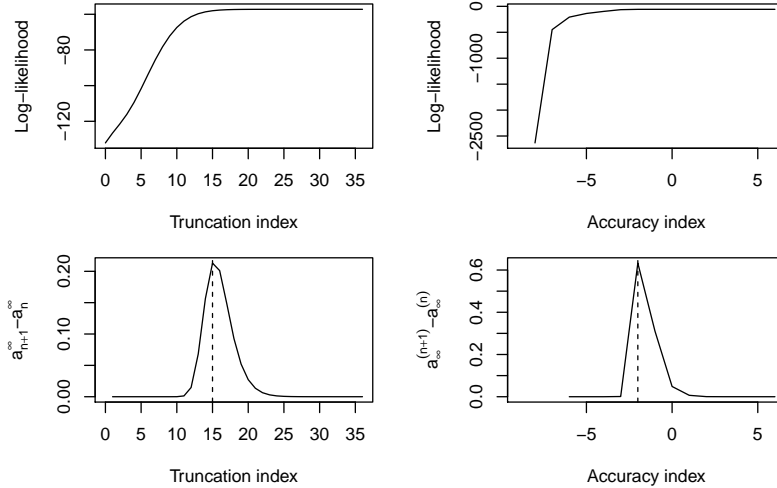 Log−likelihood
−120
−80
0 5 10 15 20 25 30 35
Truncation index
Log−likelihood
−2500
−1000
0
−5 0 5
Accuracy index
a∞n+1−a∞n
0.00
0.10
0.20
0 5 10 15 20 25 30 35
Truncation index
a(n+1)∞−a(n)∞
0.0
0.2
0.4
0.6
−5 0 5
Accuracy index